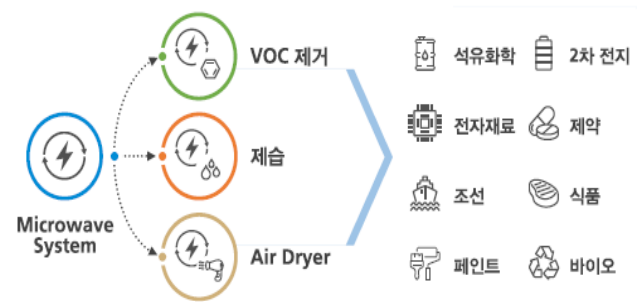 Microwave
System
VOC 제거
제습
Air Dryer
석유화학
2차 전지
전자재료
제약
조선
식품
페인트
바이오